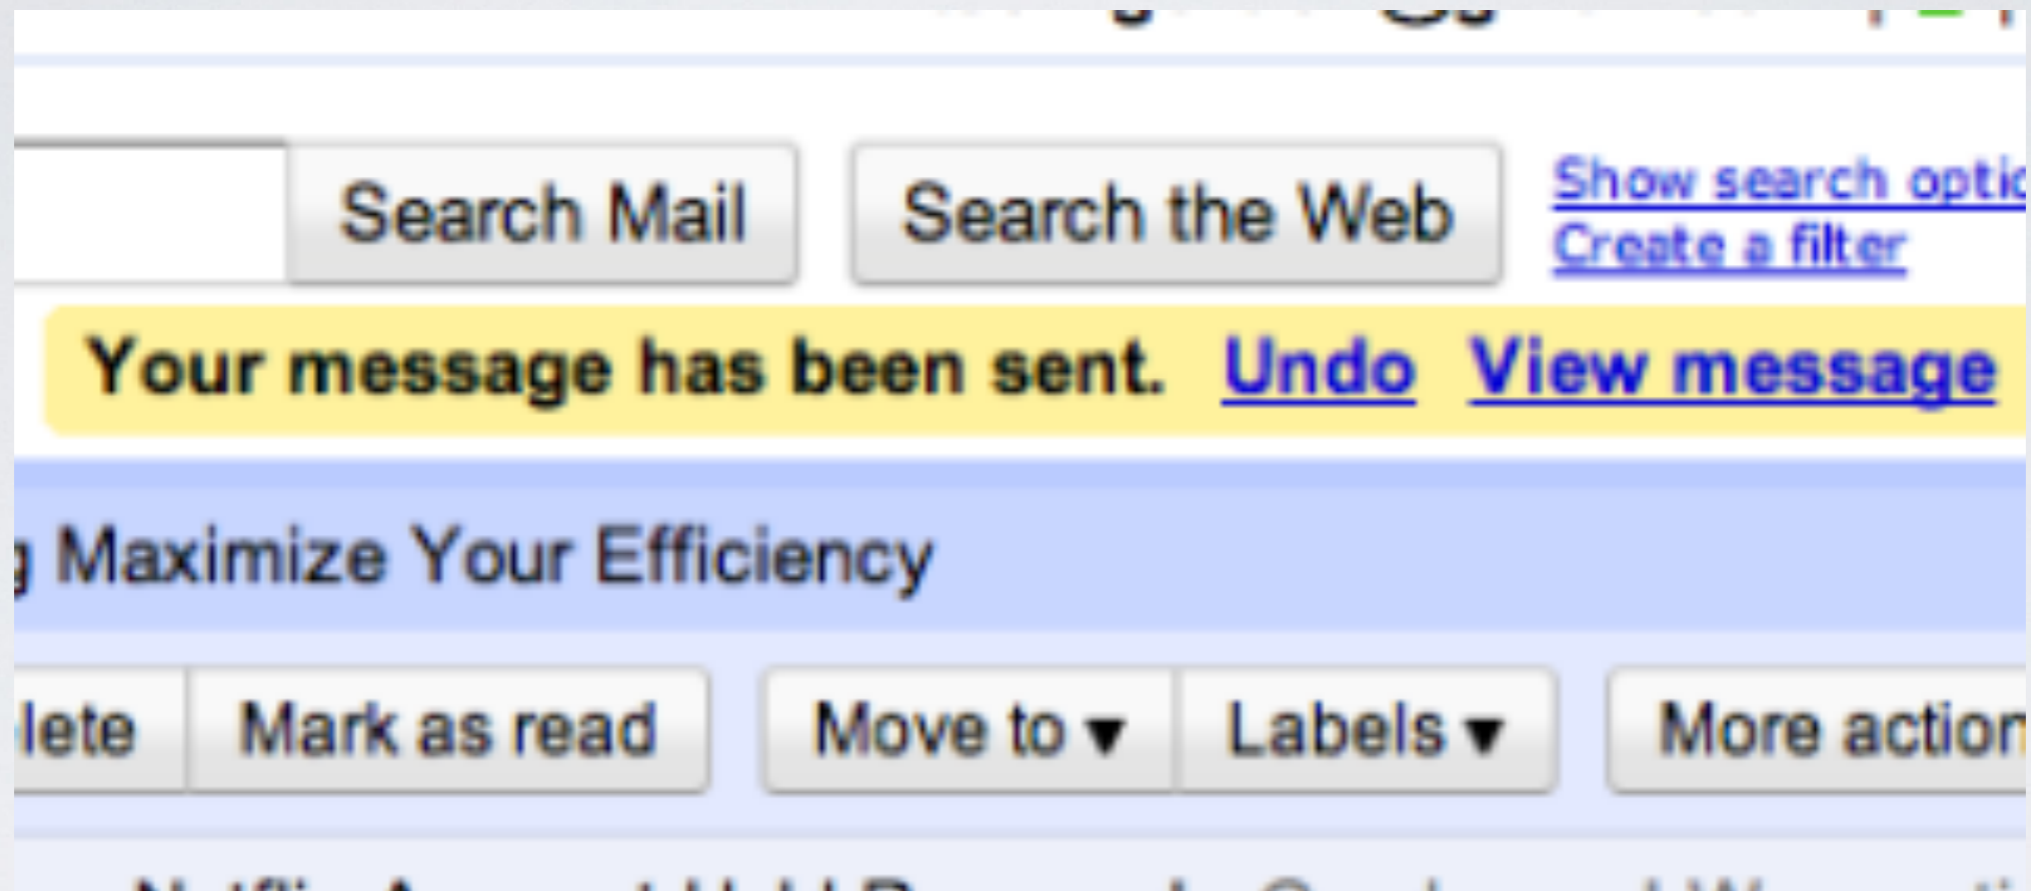 Search Mail Search the Web Show search optio
Create a filter
Your message has been sent. Undo View message
g Maximize Your Efficiency
lete Mark as read Move to ▼ Labels ▼ More action